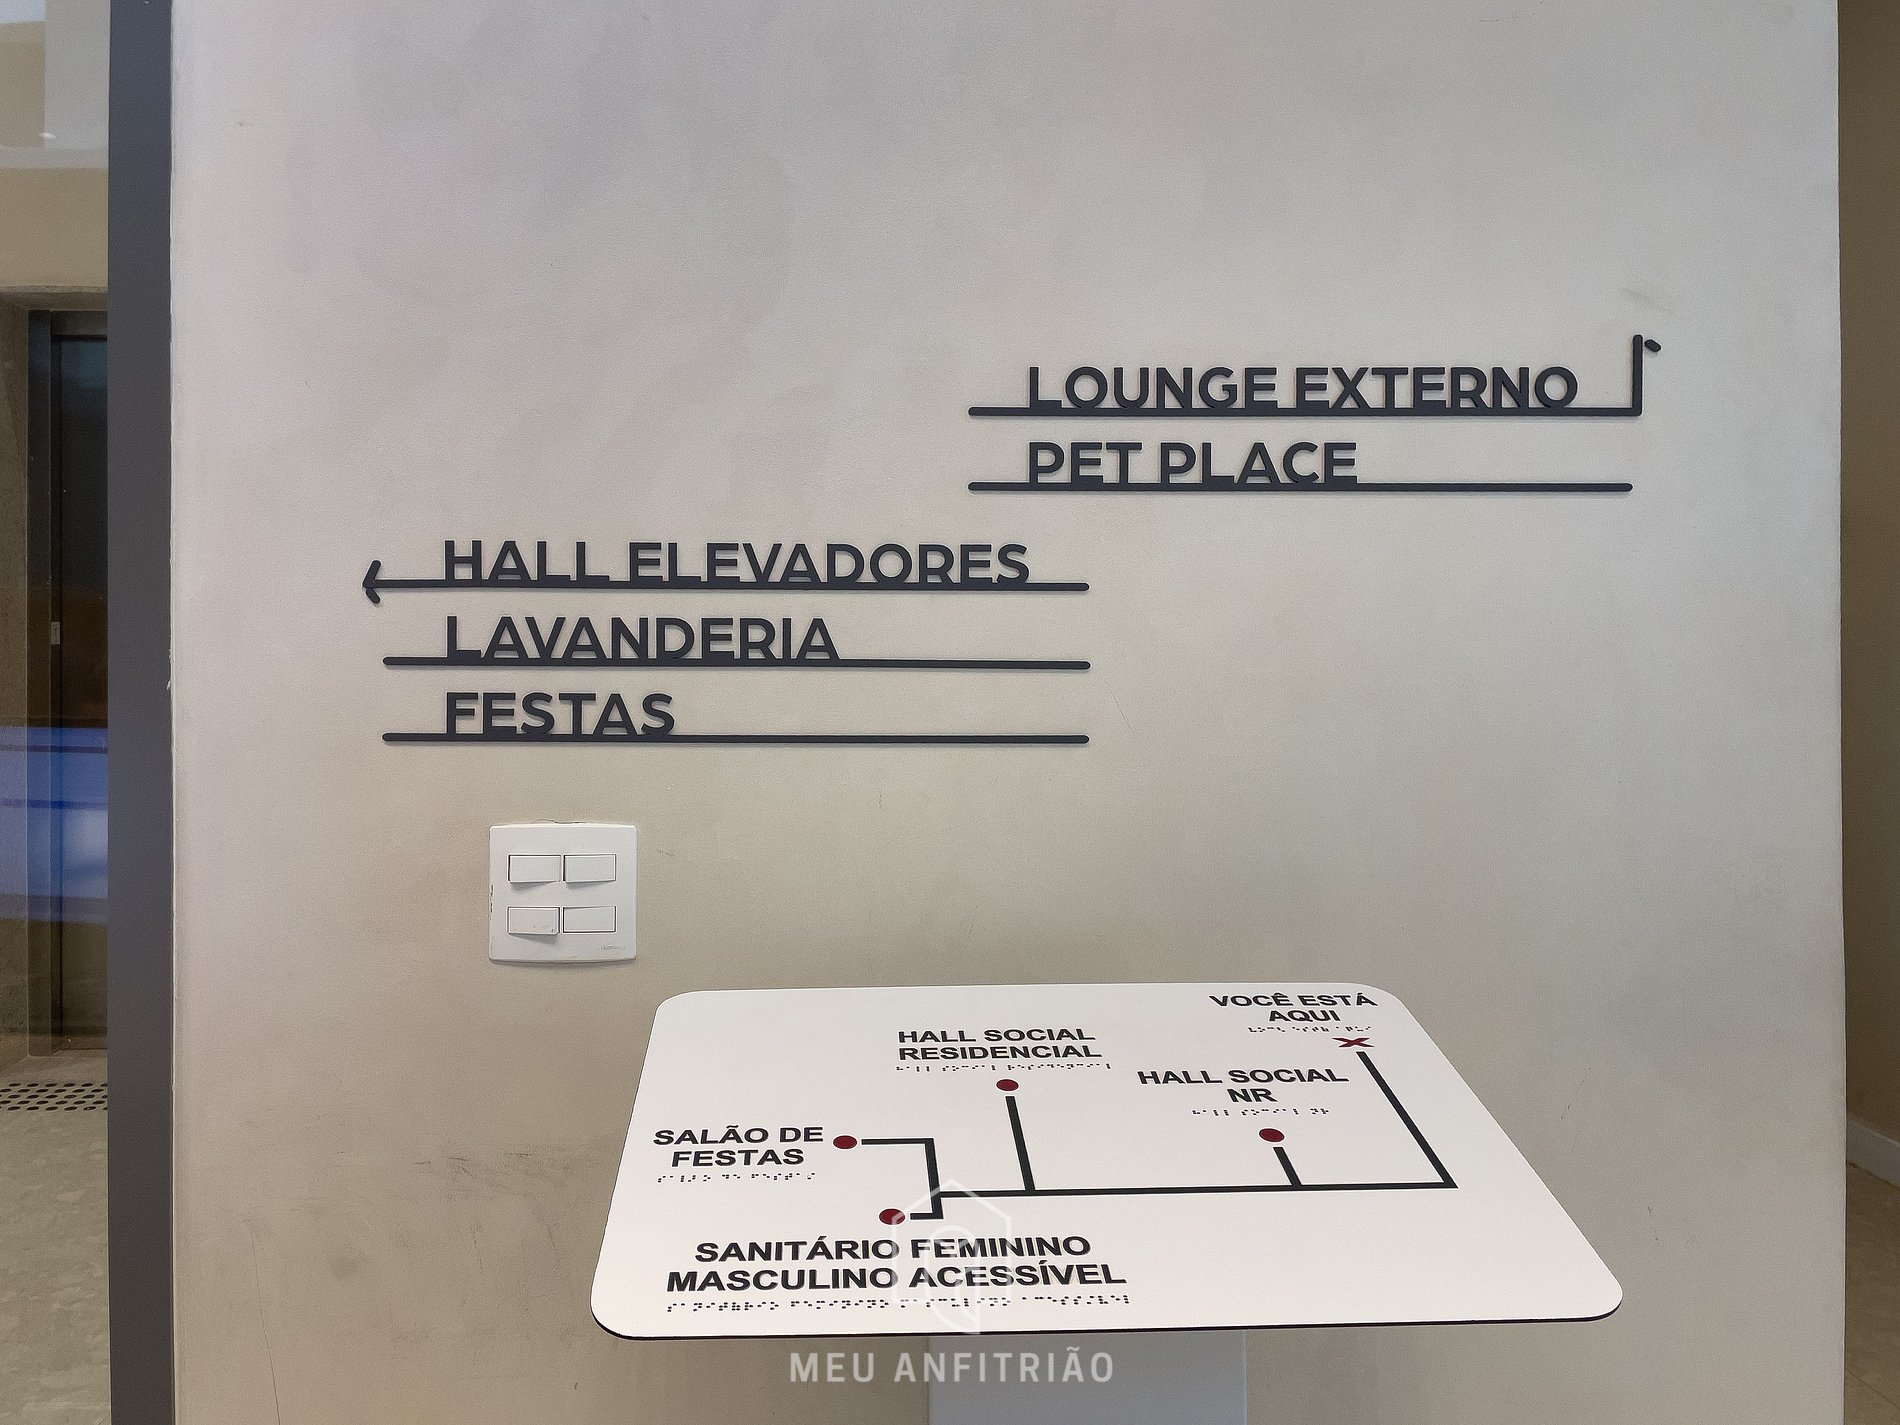 LOUNGE EXTERNO
PET PLACE
HALL ELEVADORES
LAVANDERIA
FESTAS
VOCÊ ESTÁ
AQUI
HALL SOCIAL
RESIDENCIAL
HALL SOCIAL
NR
SALÃO DE
FESTAS
SANITÁRIO FEMININO
MASCULINO ACESSÍVEL
MEU ANFITRIÃO